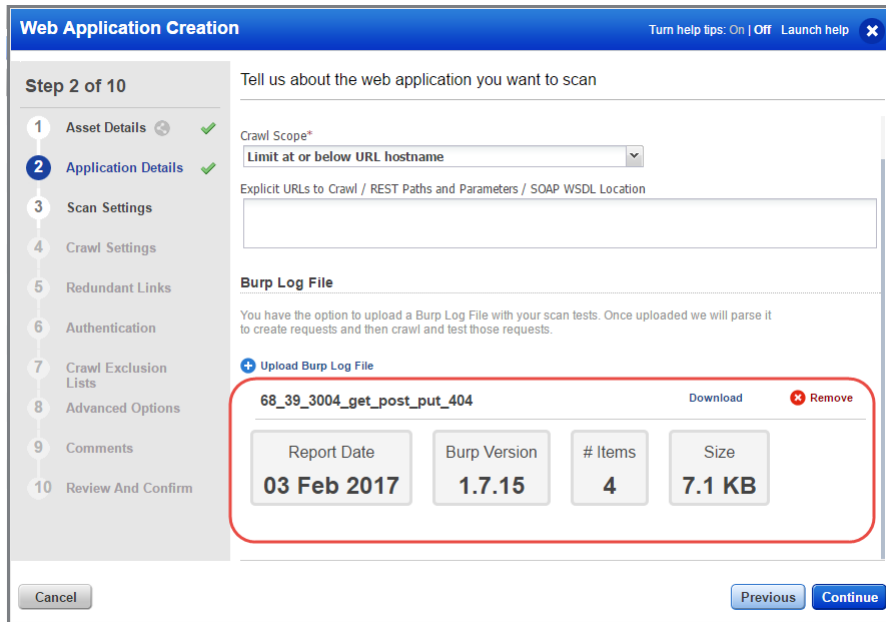 Web Application Creation
Turn help tips: On | Off Launch help
Step 2 of 10
Tell us about the web application you want to scan
1 Asset Details
2 Application Details
3 Scan Settings
4 Crawl Settings
5 Redundant Links
6 Authentication
7 Crawl Exclusion
Lists
8 Advanced Options
9 Comments
10 Review And Confirm
Crawl Scope*
Limit at or below URL hostname
Explicit URLs to Crawl / REST Paths and Parameters / SOAP WSDL Location
Burp Log File
You have the option to upload a Burp Log File with your scan tests. Once uploaded we will parse it
to create requests and then crawl and test those requests.
Upload Burp Log File
68_39_3004_get_post_put_404
Download
Remove
Report Date
03 Feb 2017
Burp Version
1.7.15
# Items
4
Size
7.1 KB
Cancel
Previous
Continue